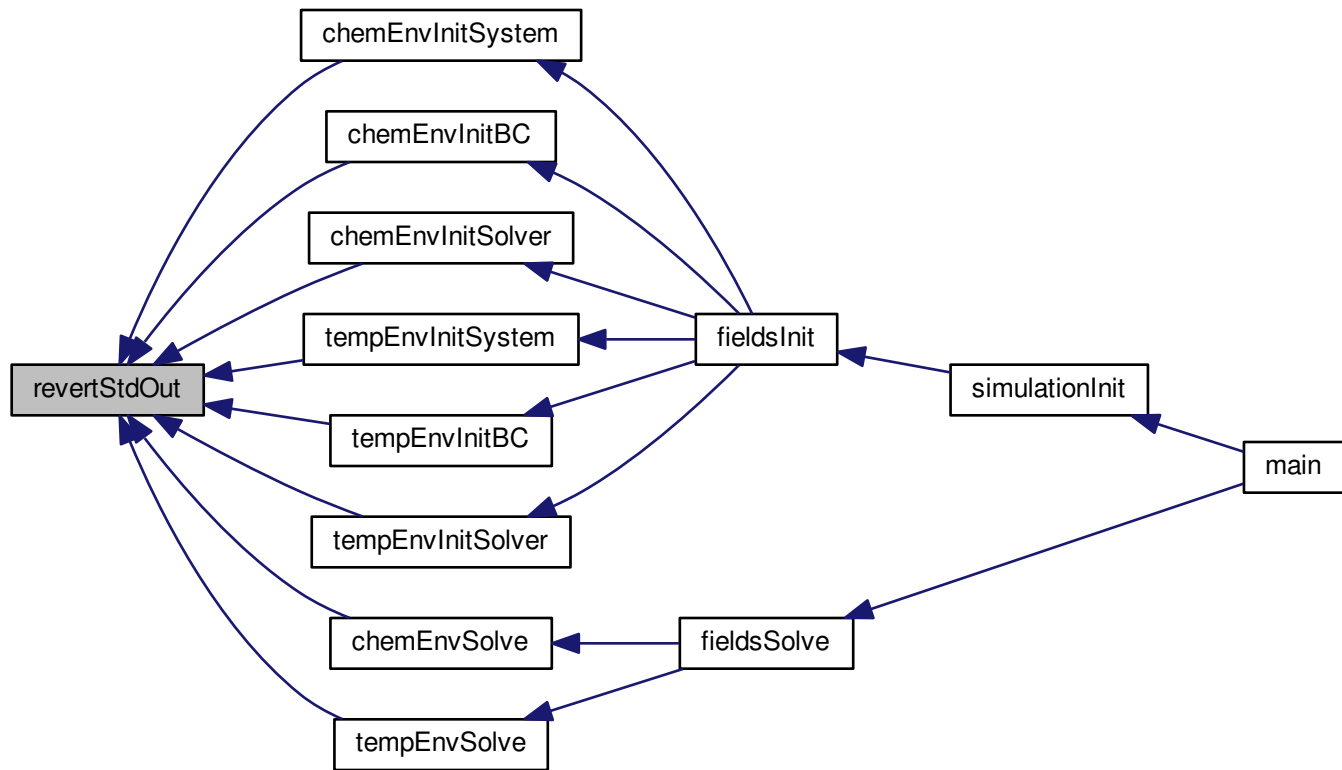 chemEnvInitSystem
chemEnvInitBC
chemEnvInitSolver
tempEnvInitSystem
fieldsInit
revertStdOut
simulationInit
tempEnvInitBC
main
tempEnvInitSolver
chemEnvSolve
fieldsSolve
tempEnvSolve